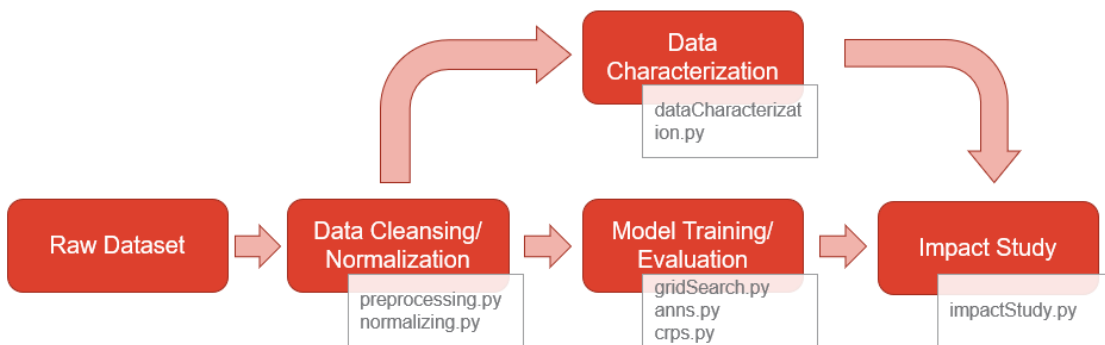 Data
Characterization
dataCharacterizat
ion.py
Raw Dataset
Data Cleansing/
Normalization
preprocessing.py
normalizing.py
Model Training/
Evaluation
gridSearch.py
anns.py
crps.py
Impact Study
impactStudy.py